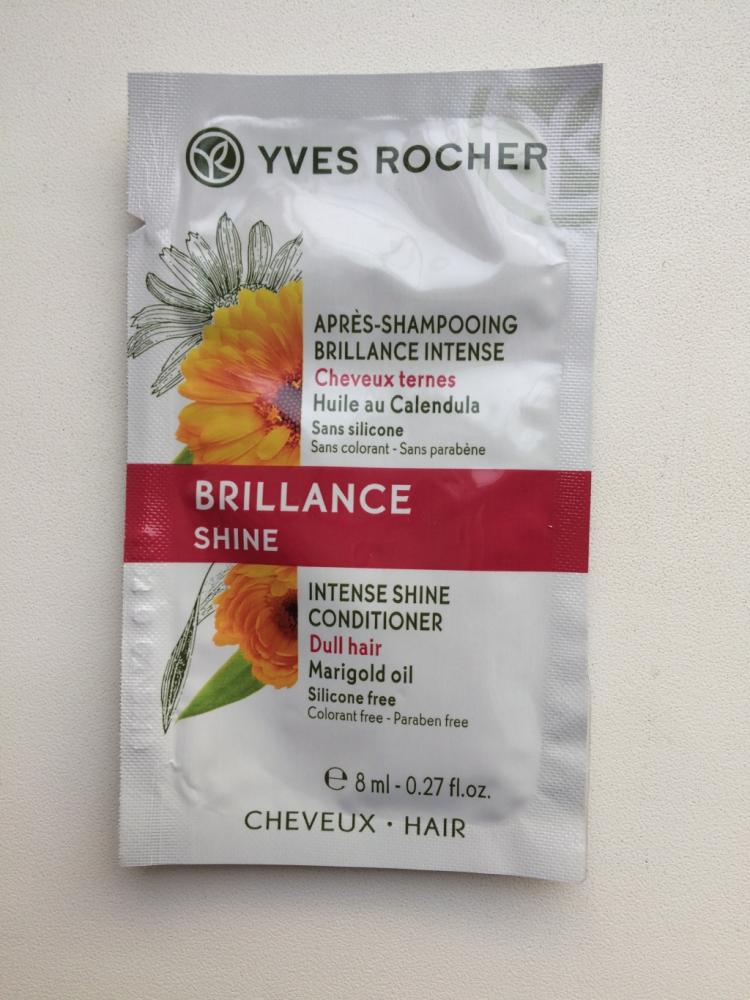 YVES ROCHER
APRÈS-SHAMPOOING
BRILLANCE INTENSE
Cheveux ternes
Huile au Calendula
Sans silicone
Sans colorant - Sans parabène
BRILLANCE
SHINE
INTENSE SHINE
CONDITIONER
Dull hair
Marigold oil
Silicone free
Colorant free - Paraben free
℮ 8 ml - 0.27 fl.oz.
CHEVEUX • HAIR